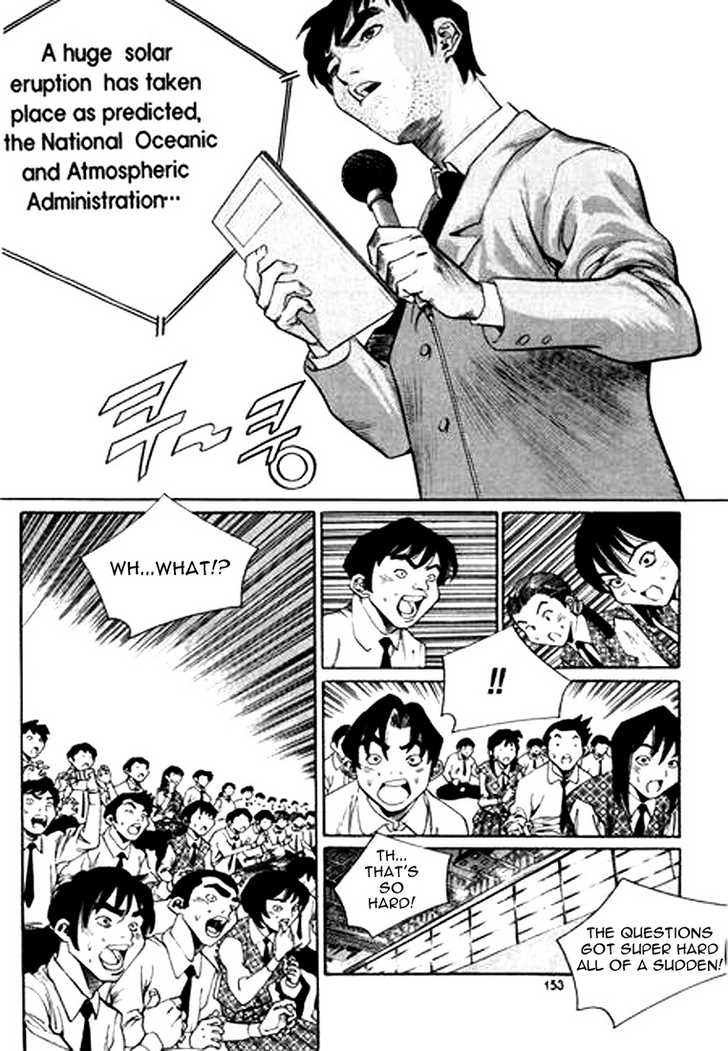 A huge solar
eruption has taken
place as predicted,
the National Oceanic
and Atmospheric
Administration...
쿠~쿵
WH...WHAT!?
!!
TH...
THAT'S
SO
HARD!
THE QUESTIONS
GOT SUPER HARD
ALL OF A SUDDEN!
153